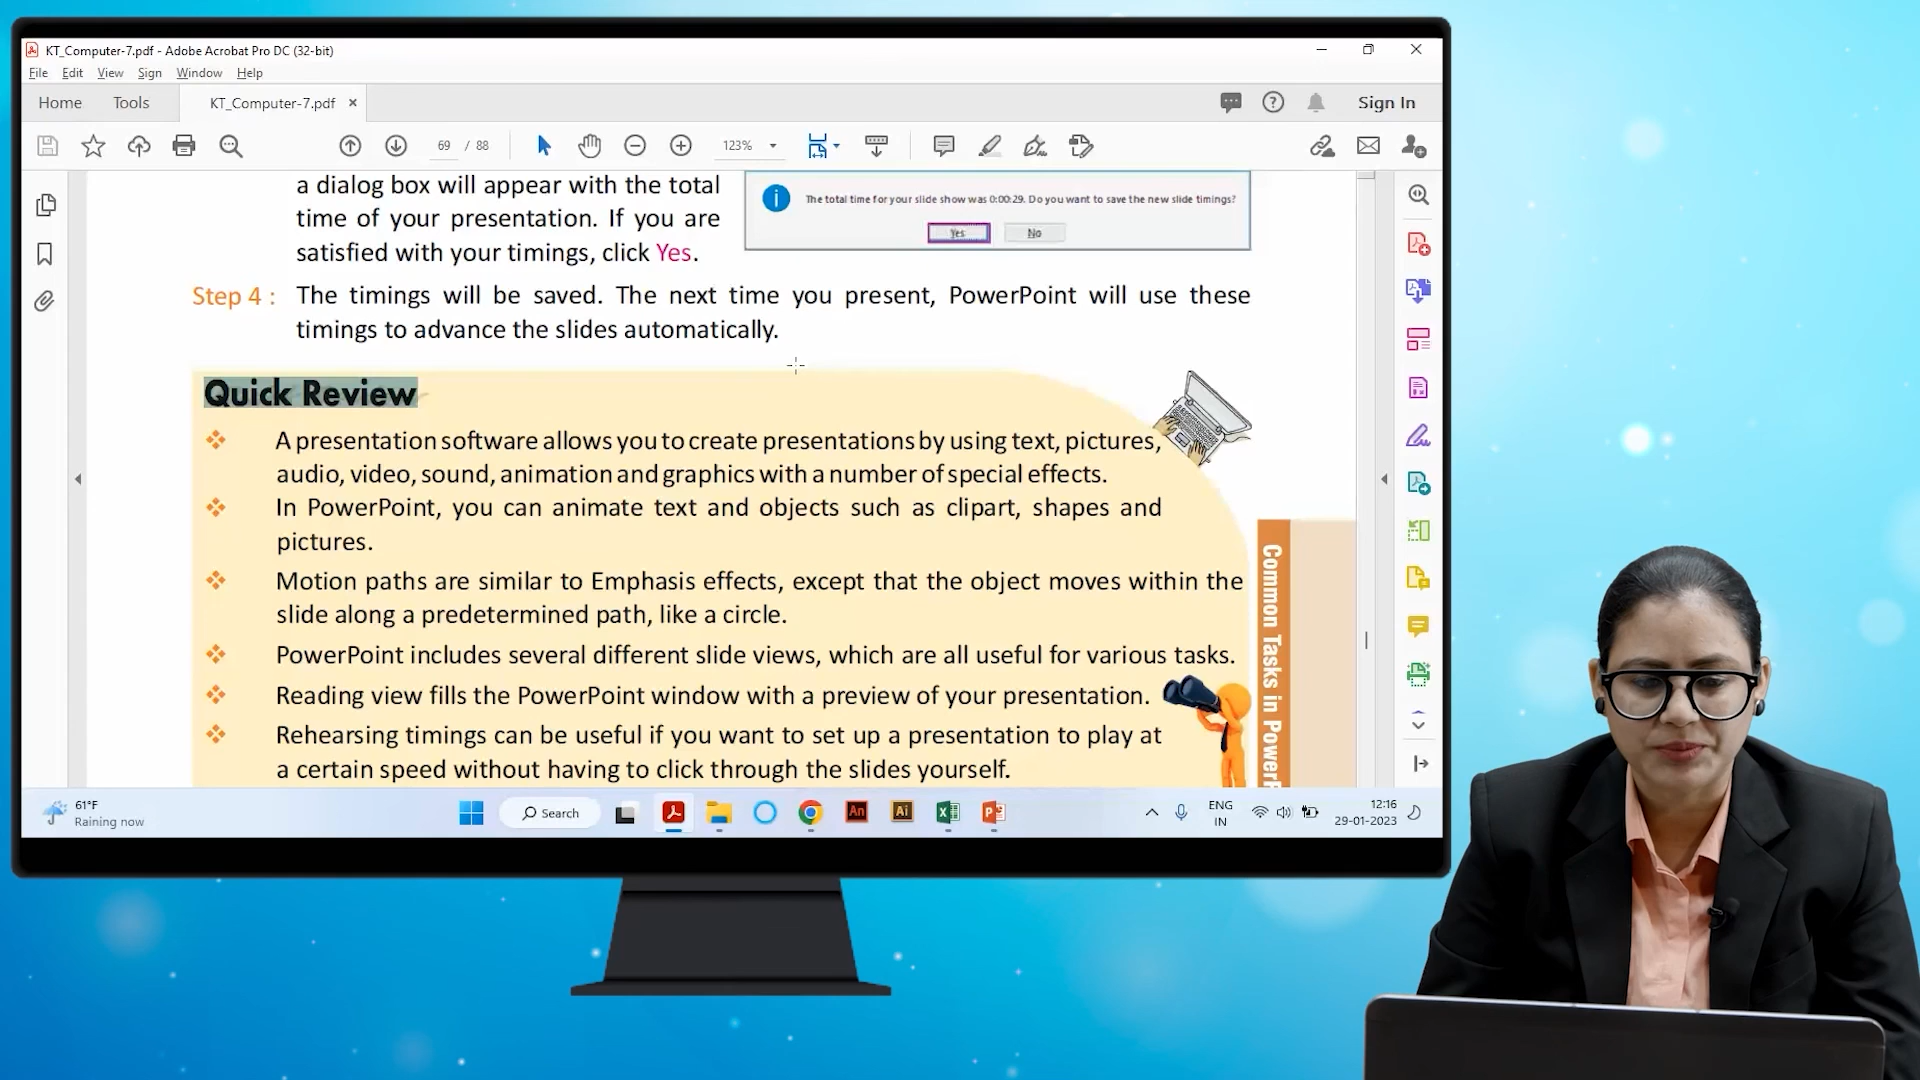 KT_Computer-7.pdf - Adobe Acrobat Pro DC (32-bit)
File Edit View Sign Window Help
Home Tools KT_Computer-7.pdf × Sign In
69 / 88 123%
a dialog box will appear with the total
time of your presentation. If you are
satisfied with your timings, click Yes.
The total time for your slide show was 0:00:29. Do you want to save the new slide timings?
Yes No
Step 4 : The timings will be saved. The next time you present, PowerPoint will use these
timings to advance the slides automatically.
Quick Review
A presentation software allows you to create presentations by using text, pictures,
audio, video, sound, animation and graphics with a number of special effects.
In PowerPoint, you can animate text and objects such as clipart, shapes and
pictures.
Motion paths are similar to Emphasis effects, except that the object moves within the
slide along a predetermined path, like a circle.
PowerPoint includes several different slide views, which are all useful for various tasks.
Reading view fills the PowerPoint window with a preview of your presentation.
Rehearsing timings can be useful if you want to set up a presentation to play at
a certain speed without having to click through the slides yourself.
Common Tasks in Power
61°F
Raining now
Search
An
Ai
ENG
IN
12:16
29-01-2023